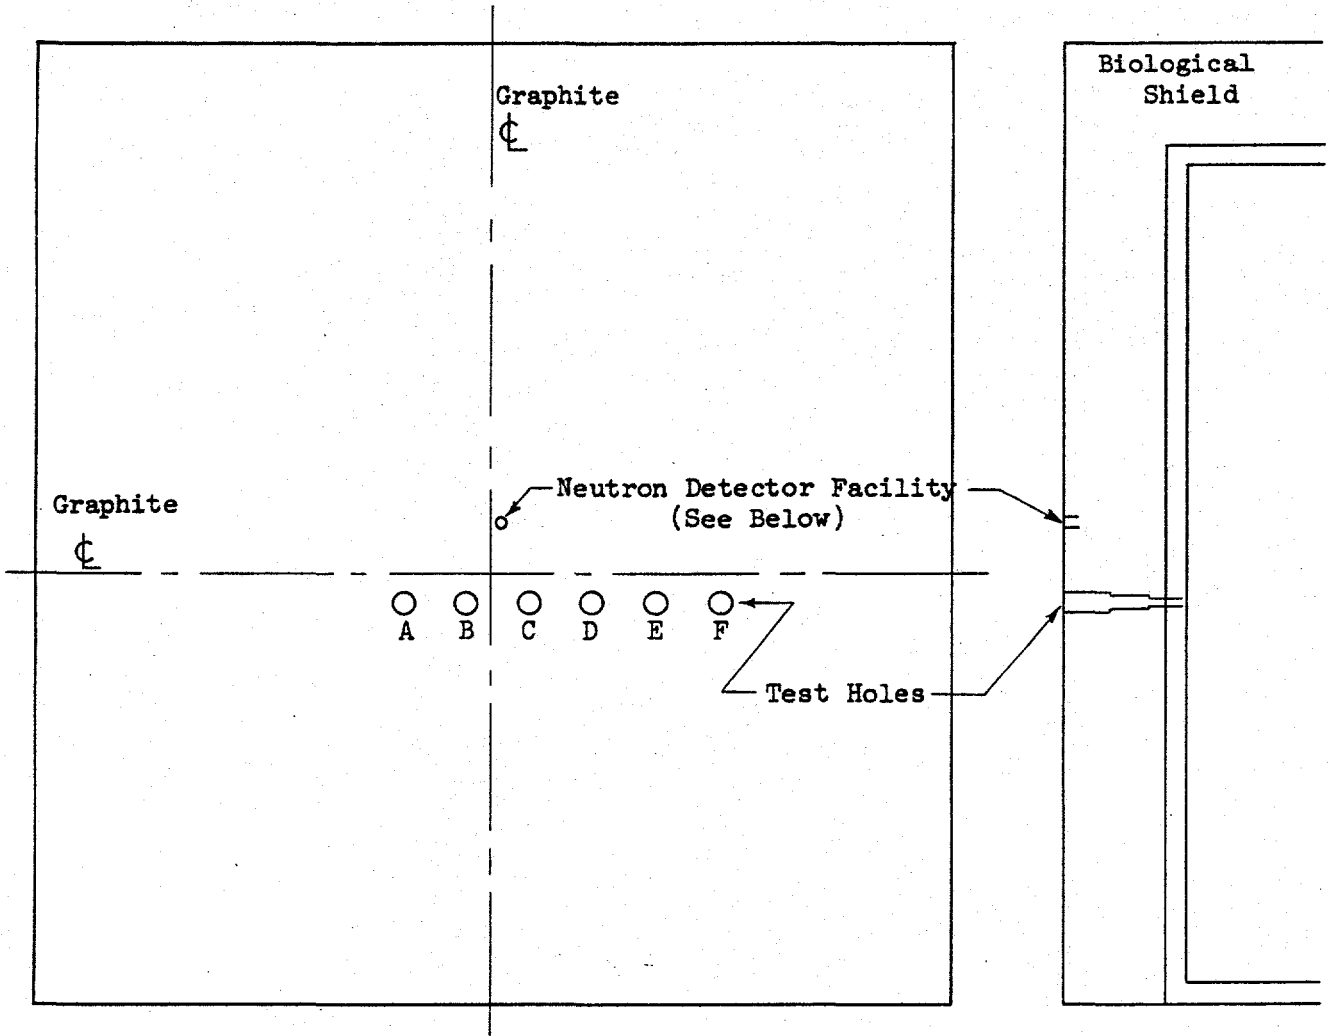 Graphite
℄
Biological
Shield
Graphite
℄
Neutron Detector Facility
(See Below)
A B C D E F
Test Holes